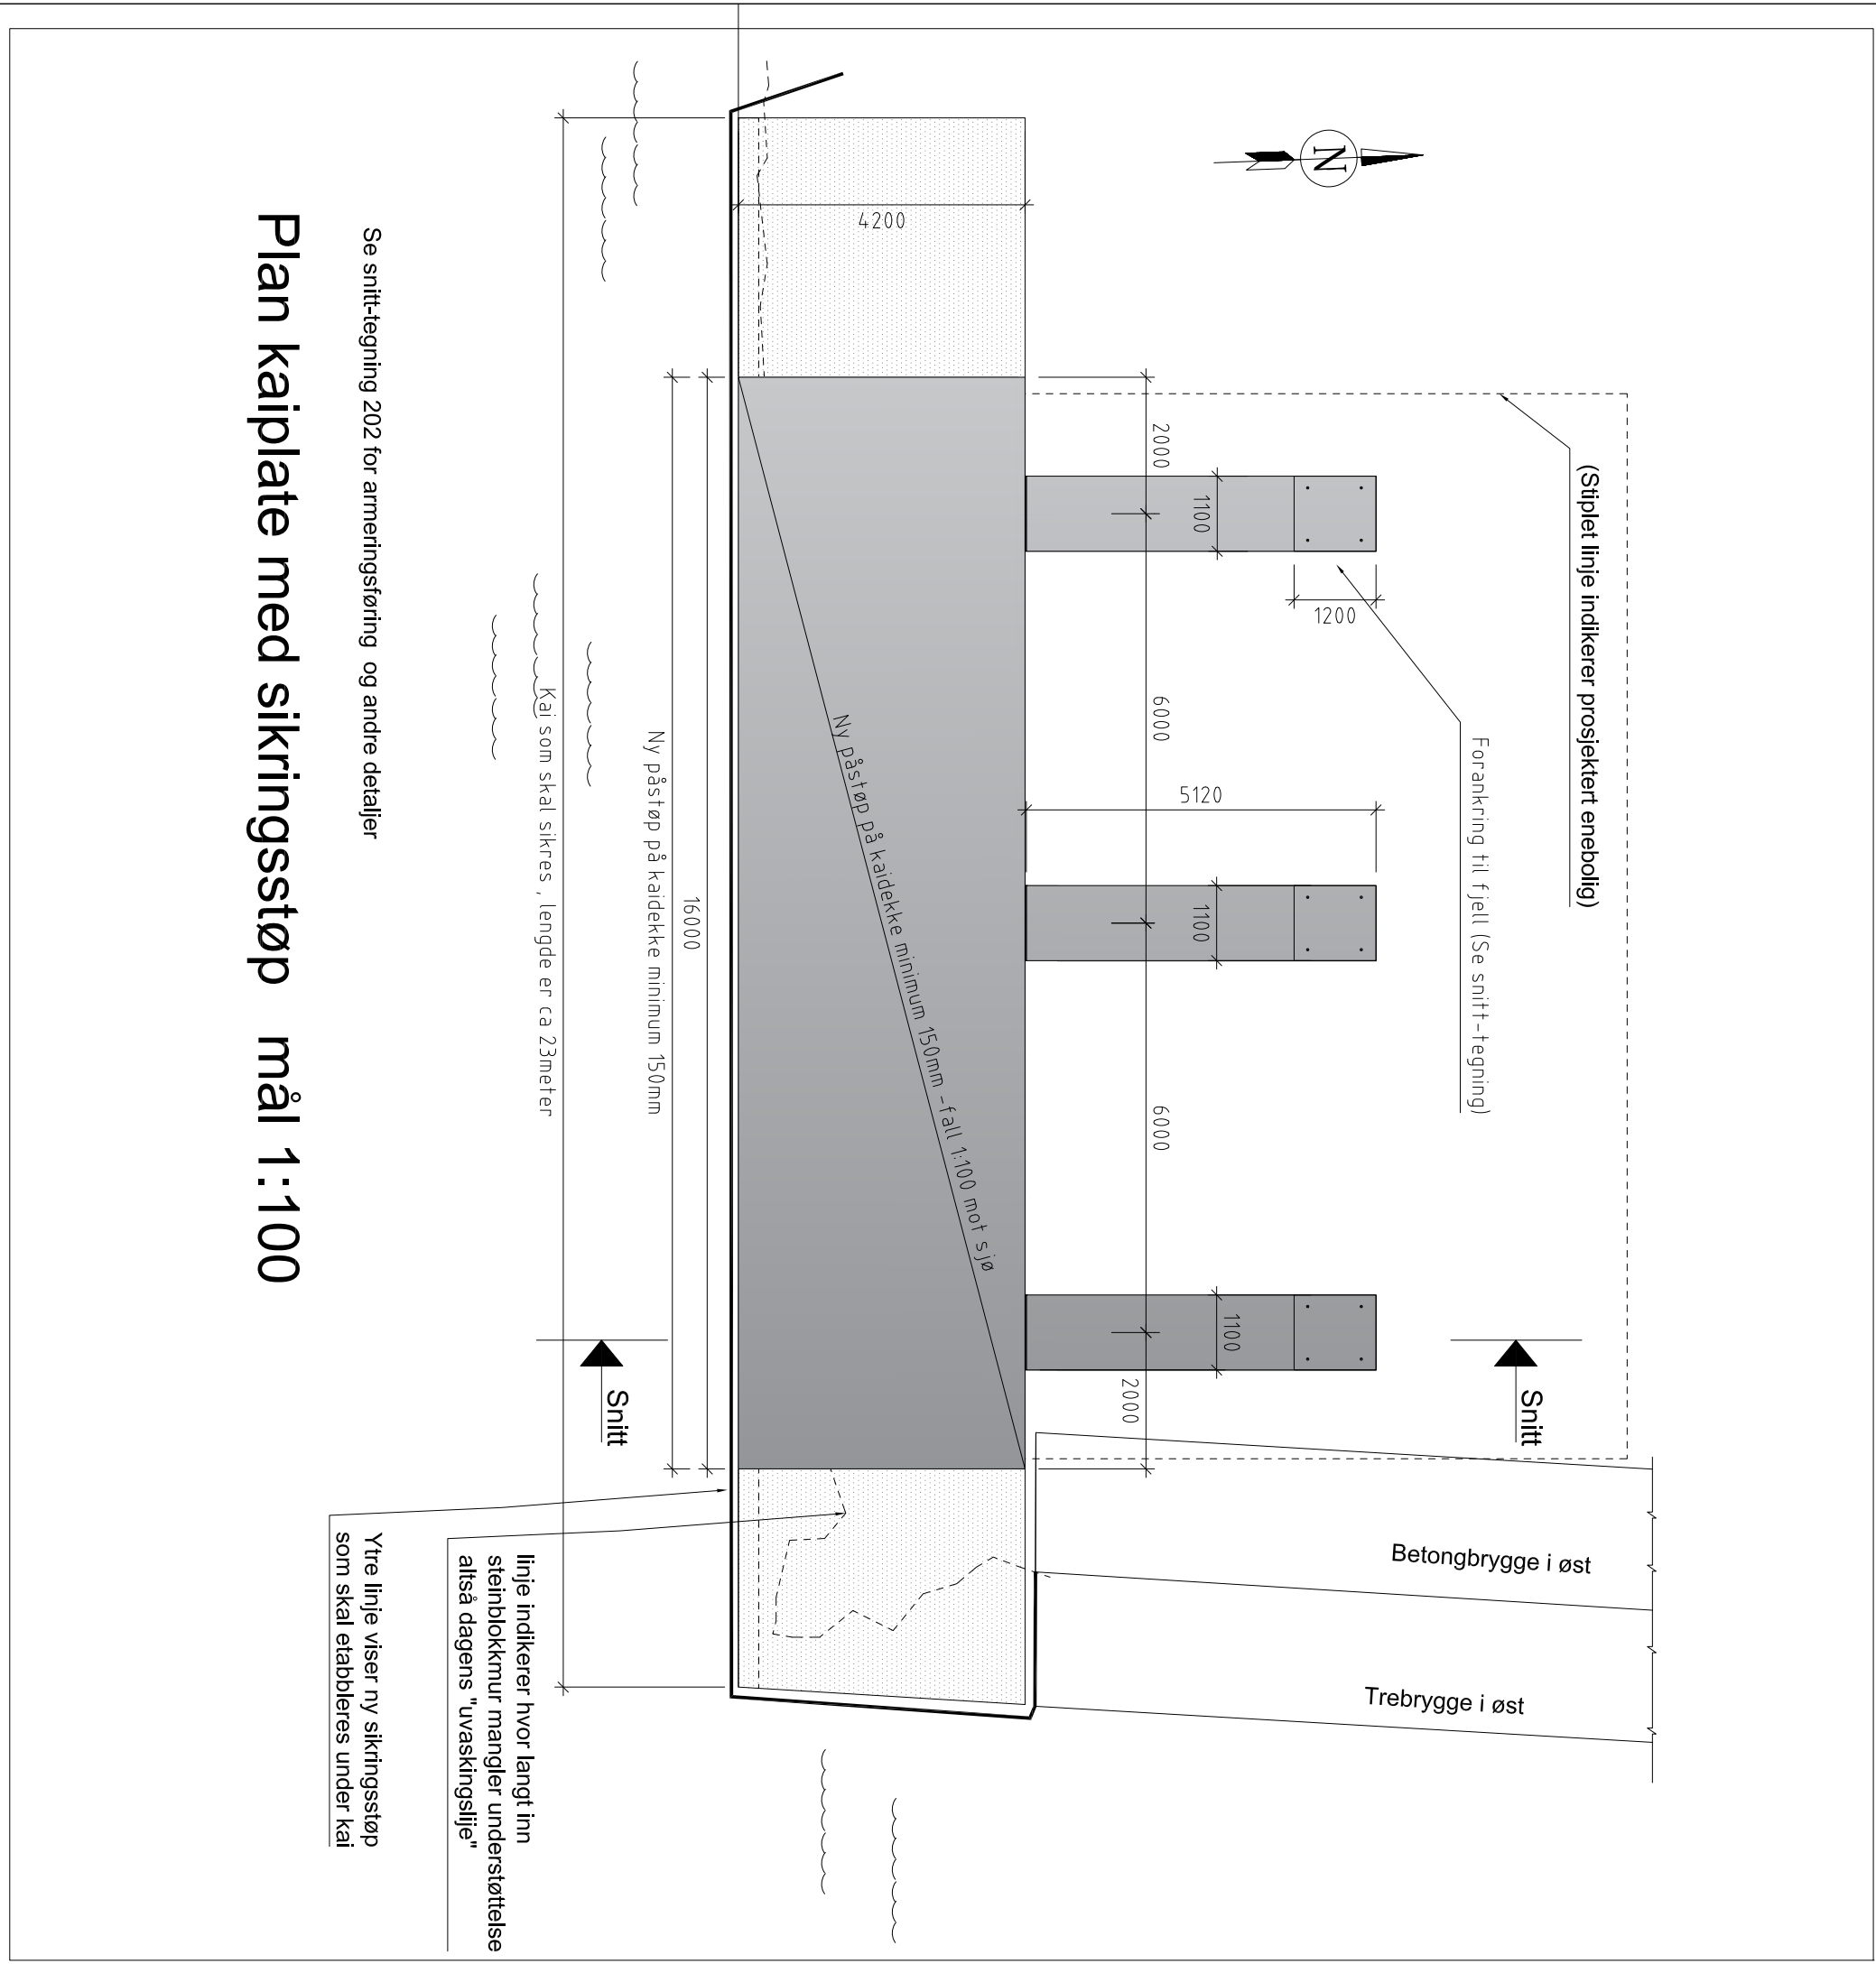 N
(Stiplet linje indikerer prosjektert enebolig)
Forankring til fjell (Se snitt-tegning)
2000
6000
6000
2000
1100
1100
1100
1200
5120
4200
Snitt
Snitt
Betongbrygge i øst
Trebrygge i øst
Ny påstøp på kaidekke minimum 150mm -fall 1:100 mot sjø
16000
Ny påstøp på kaidekke minimum 150mm
Kai som skal sikres , lengde er ca 23meter
linje indikerer hvor langt inn
steinblokkmur mangler understøttelse
altså dagens "uvaskingslije"
Ytre linje viser ny sikringsstøp
som skal etabbleres under kai
Se snitt-tegning 202 for armeringsføring og andre detaljer
Plan kaiplate med sikringsstøp mål 1:100